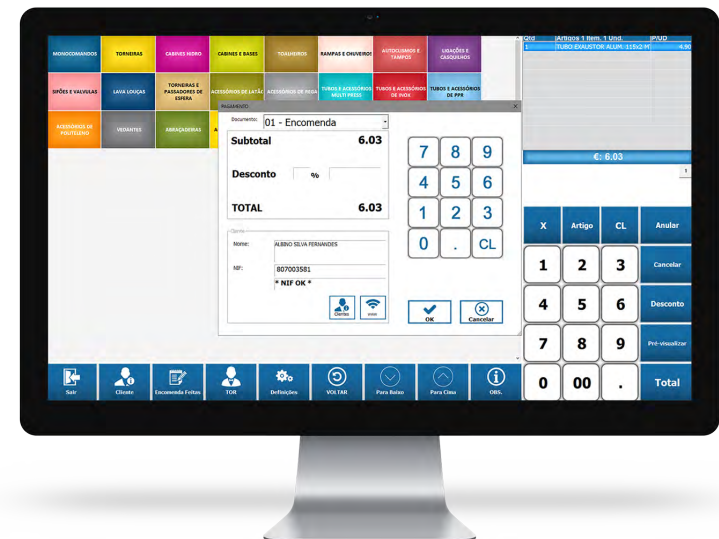 MONOCOMANDOS
TORNEIRAS
CABINES HIDRO
CABINES E BASES
TOALHEIROS
RAMPAS E CHUVEIROS
AUTOCLISMOS E
TAMPOS
LIGAÇÕES E
CASQUILHOS
SIFÕES E VALVULAS
LAVA LOUÇAS
TORNEIRAS E
PASSADORES DE
ESFERA
ACESSÓRIOS DE LATÃO
TUBOS E ACESSÓRIOS
MULTI PRESS
TUBOS E ACESSÓRIOS
DE INOX
TUBOS E ACESSÓRIOS
DE PPR
ACESSÓRIOS DE
POLITILENO
VEDANTES
ABRAÇADEIRAS
Qtd Artigos 1 Item. 1 Und. P/UD
1 TUBO EXAUSTOR ALUM. 115x2 MT 4.90
€: 6.03
1
PAGAMENTO X
Documento: 01 - Encomenda
Subtotal 6.03
Desconto %
TOTAL 6.03
Nome: ALBINO SILVA FERNANDES
NIF: 807003581
* NIF OK *
Clientes
7 8 9
4 5 6
1 2 3
0 . CL
OK
Cancelar
X Artigo CL Anular
1 2 3 Cancelar
4 5 6 Desconto
7 8 9 Pré-visualizar
0 00 . Total
Sair
Cliente
Encomenda Feitas
TOR
Definições
VOLTAR
Para Baixo
Para Cima
OBS.